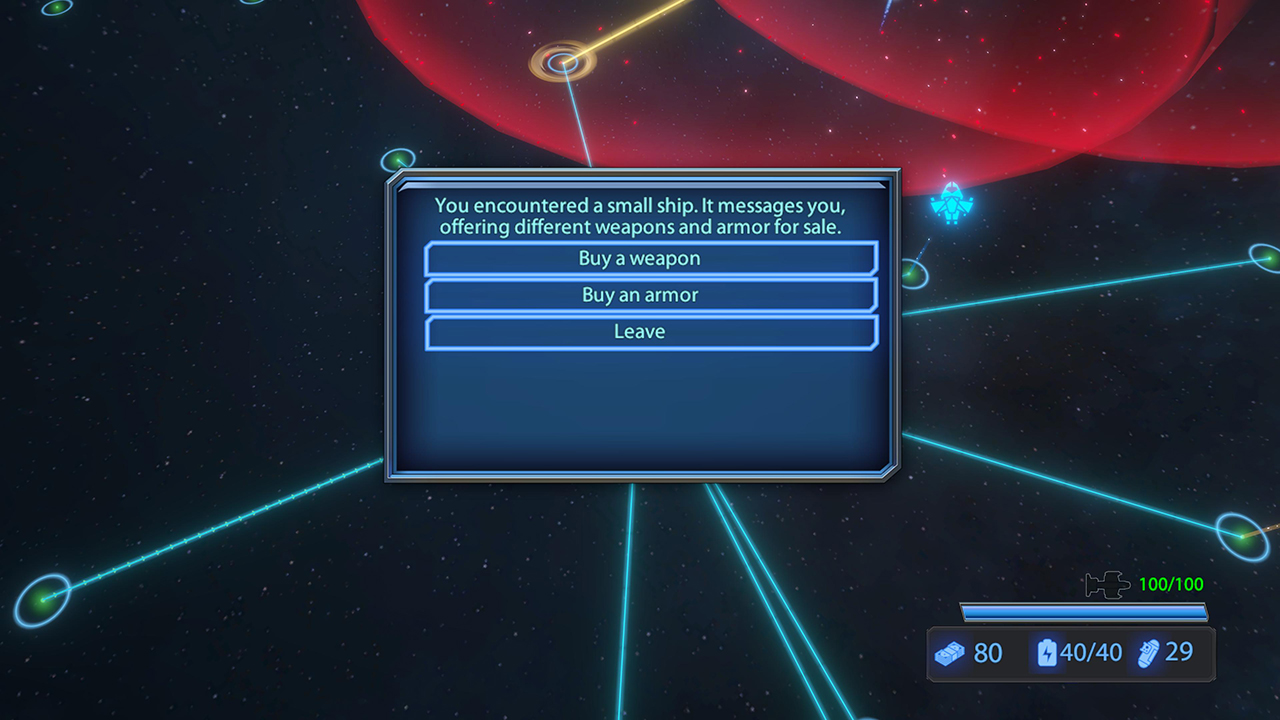 You encountered a small ship. It messages you,
offering different weapons and armor for sale.
Buy a weapon
Buy an armor
Leave
100/100
80 40/40 29